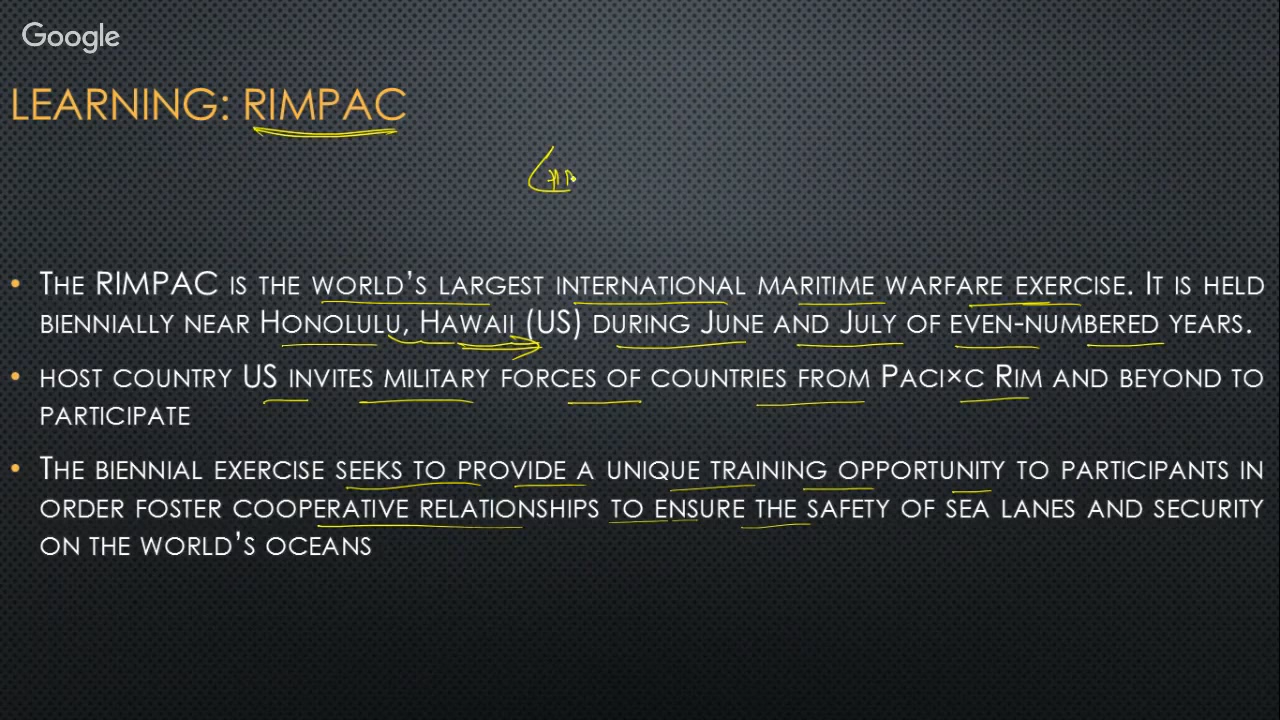 Google
LEARNING: RIMPAC
• THE RIMPAC IS THE WORLD'S LARGEST INTERNATIONAL MARITIME WARFARE EXERCISE. IT IS HELD
BIENNIALLY NEAR HONOLULU, HAWAII (US) DURING JUNE AND JULY OF EVEN-NUMBERED YEARS.
• HOST COUNTRY US INVITES MILITARY FORCES OF COUNTRIES FROM PACI×C RIM AND BEYOND TO
PARTICIPATE
• THE BIENNIAL EXERCISE SEEKS TO PROVIDE A UNIQUE TRAINING OPPORTUNITY TO PARTICIPANTS IN
ORDER FOSTER COOPERATIVE RELATIONSHIPS TO ENSURE THE SAFETY OF SEA LANES AND SECURITY
ON THE WORLD'S OCEANS